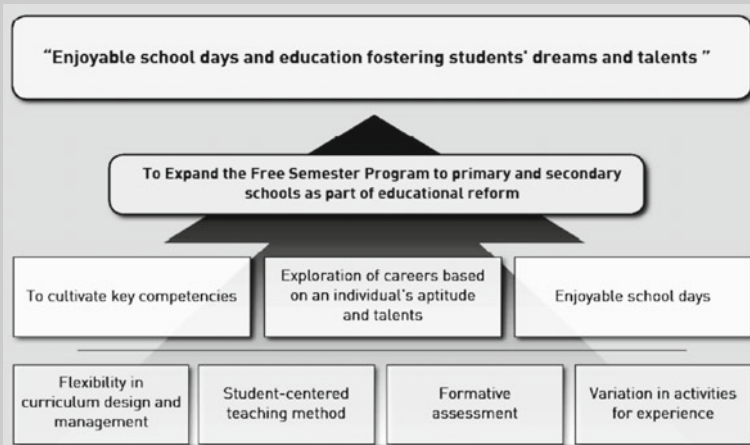 “Enjoyable school days and education fostering students' dreams and talents ”
To Expand the Free Semester Program to primary and secondary
schools as part of educational reform
To cultivate key competencies
Exploration of careers based
on an individual's aptitude
and talents
Enjoyable school days
Flexibility in
curriculum design and
management
Student-centered
teaching method
Formative
assessment
Variation in activities
for experience